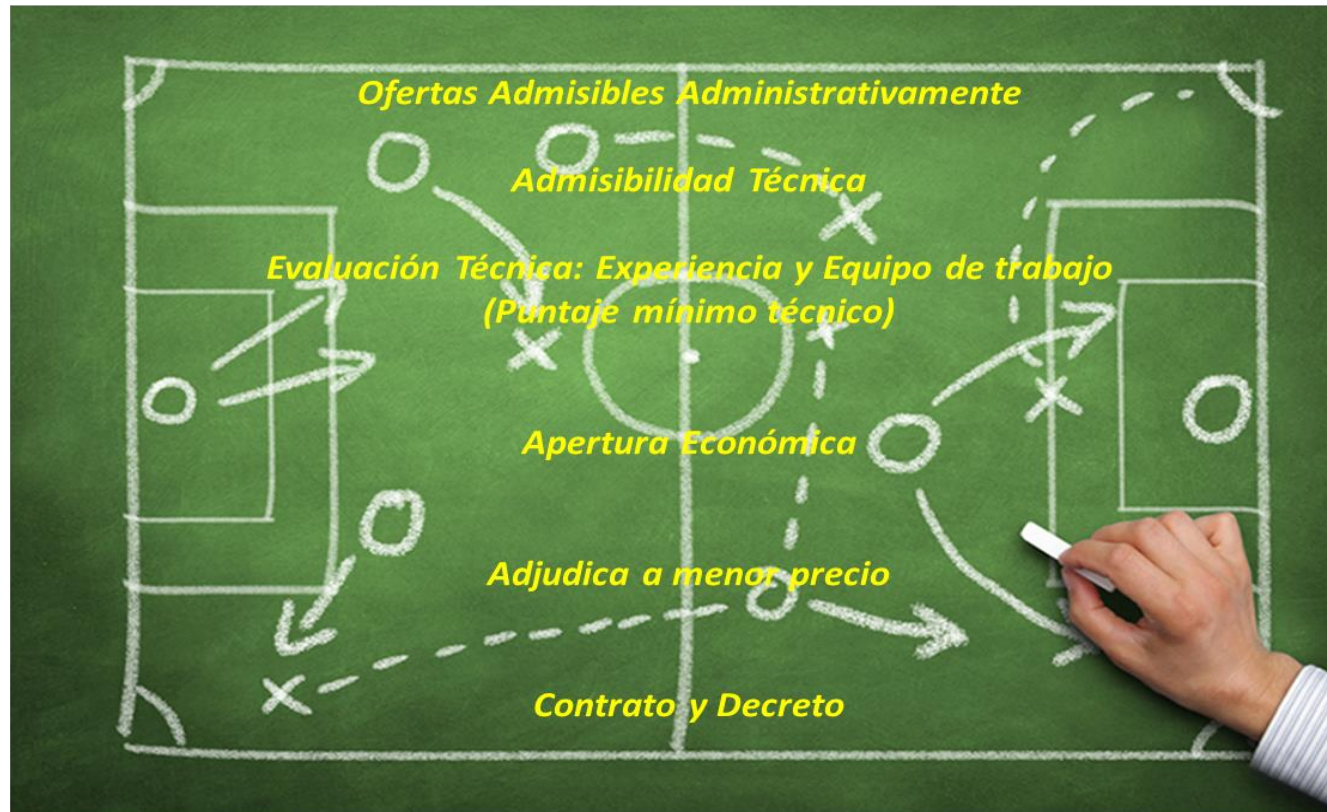 Ofertas Admisibles Administrativamente
Admisibilidad Técnica
Evaluación Técnica: Experiencia y Equipo de trabajo
(Puntaje mínimo técnico)
Apertura Económica
Adjudica a menor precio
Contrato y Decreto